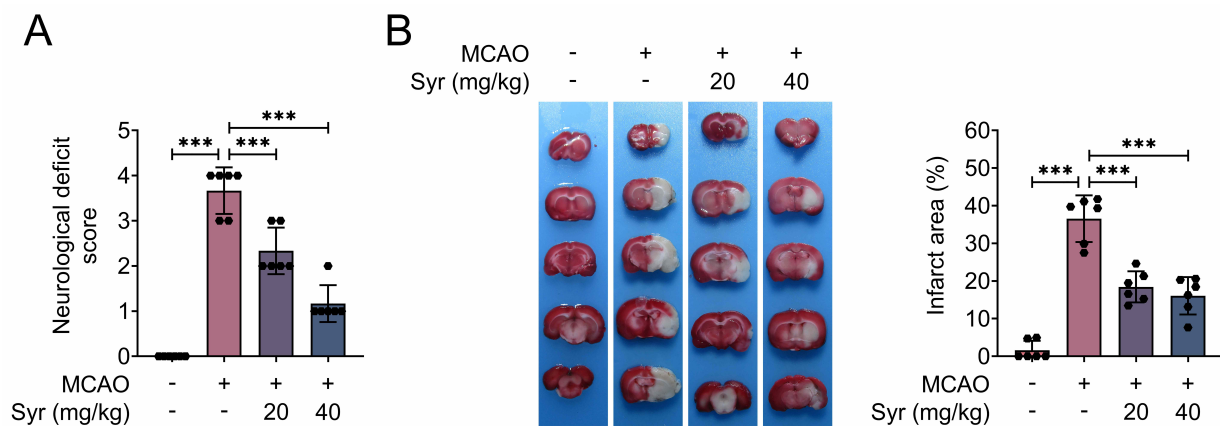 A
Neurological deficit
score
5
4
3
2
1
0
*** *** ***
MCAO - + + +
Syr (mg/kg) - - 20 40
B
MCAO - + + +
Syr (mg/kg) - - 20 40
Infarct area (%)
60
50
40
30
20
10
0
*** *** ***
MCAO - + + +
Syr (mg/kg) - - 20 40